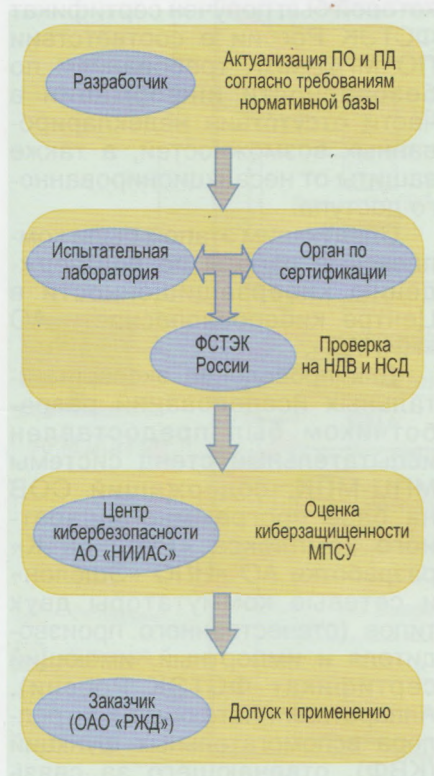 Разработчик
Актуализация ПО и ПД
согласно требованиям
нормативной базы
Испытательная
лаборатория
Орган по
сертификации
ФСТЭК
России
Проверка
на НДВ и НСД
Центр
кибербезопасности
АО «НИИАС»
Оценка
киберзащищенности
МПСУ
Заказчик
(ОАО «РЖД»)
Допуск к применению